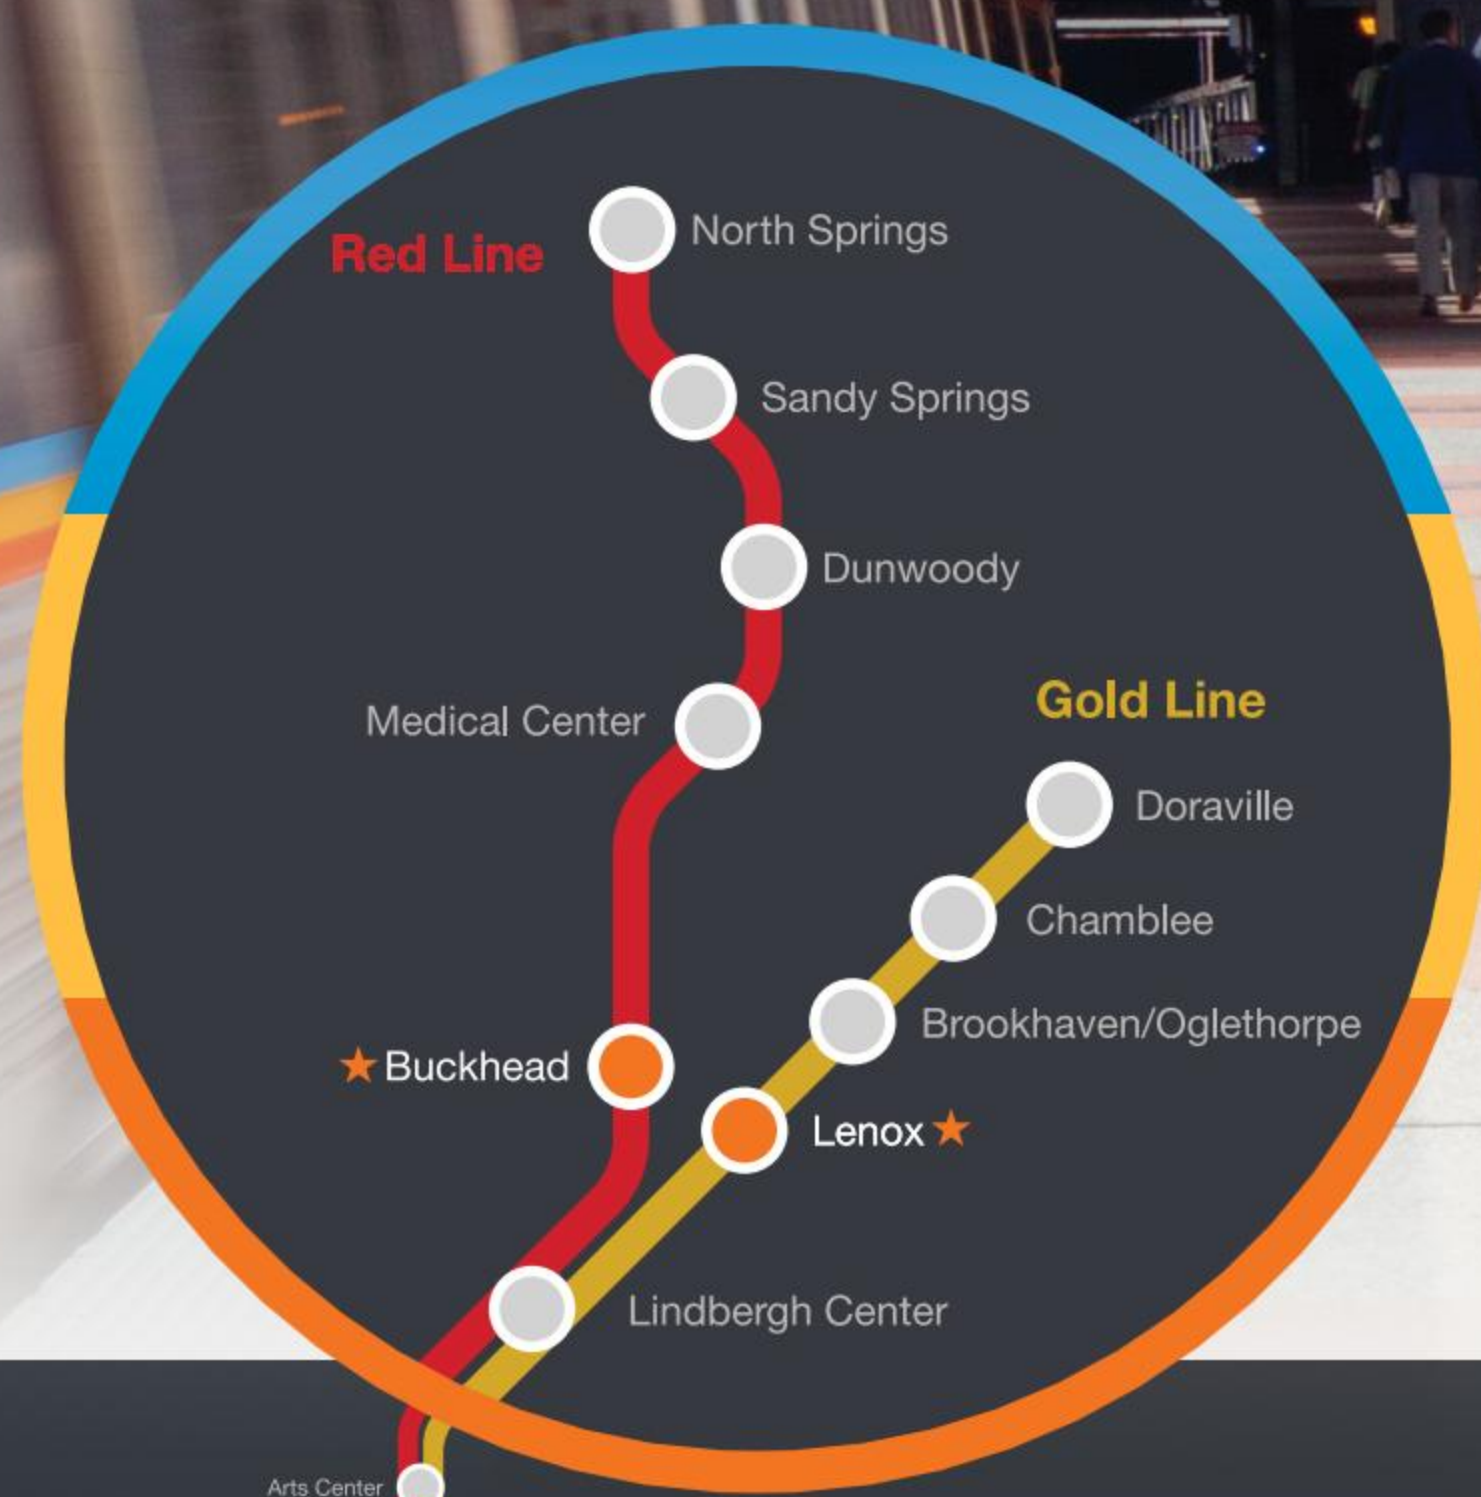 Red Line
North Springs
Sandy Springs
Dunwoody
Medical Center
Gold Line
Doraville
Chamblee
Brookhaven/Oglethorpe
Buckhead
Lenox
Lindbergh Center
Arts Center